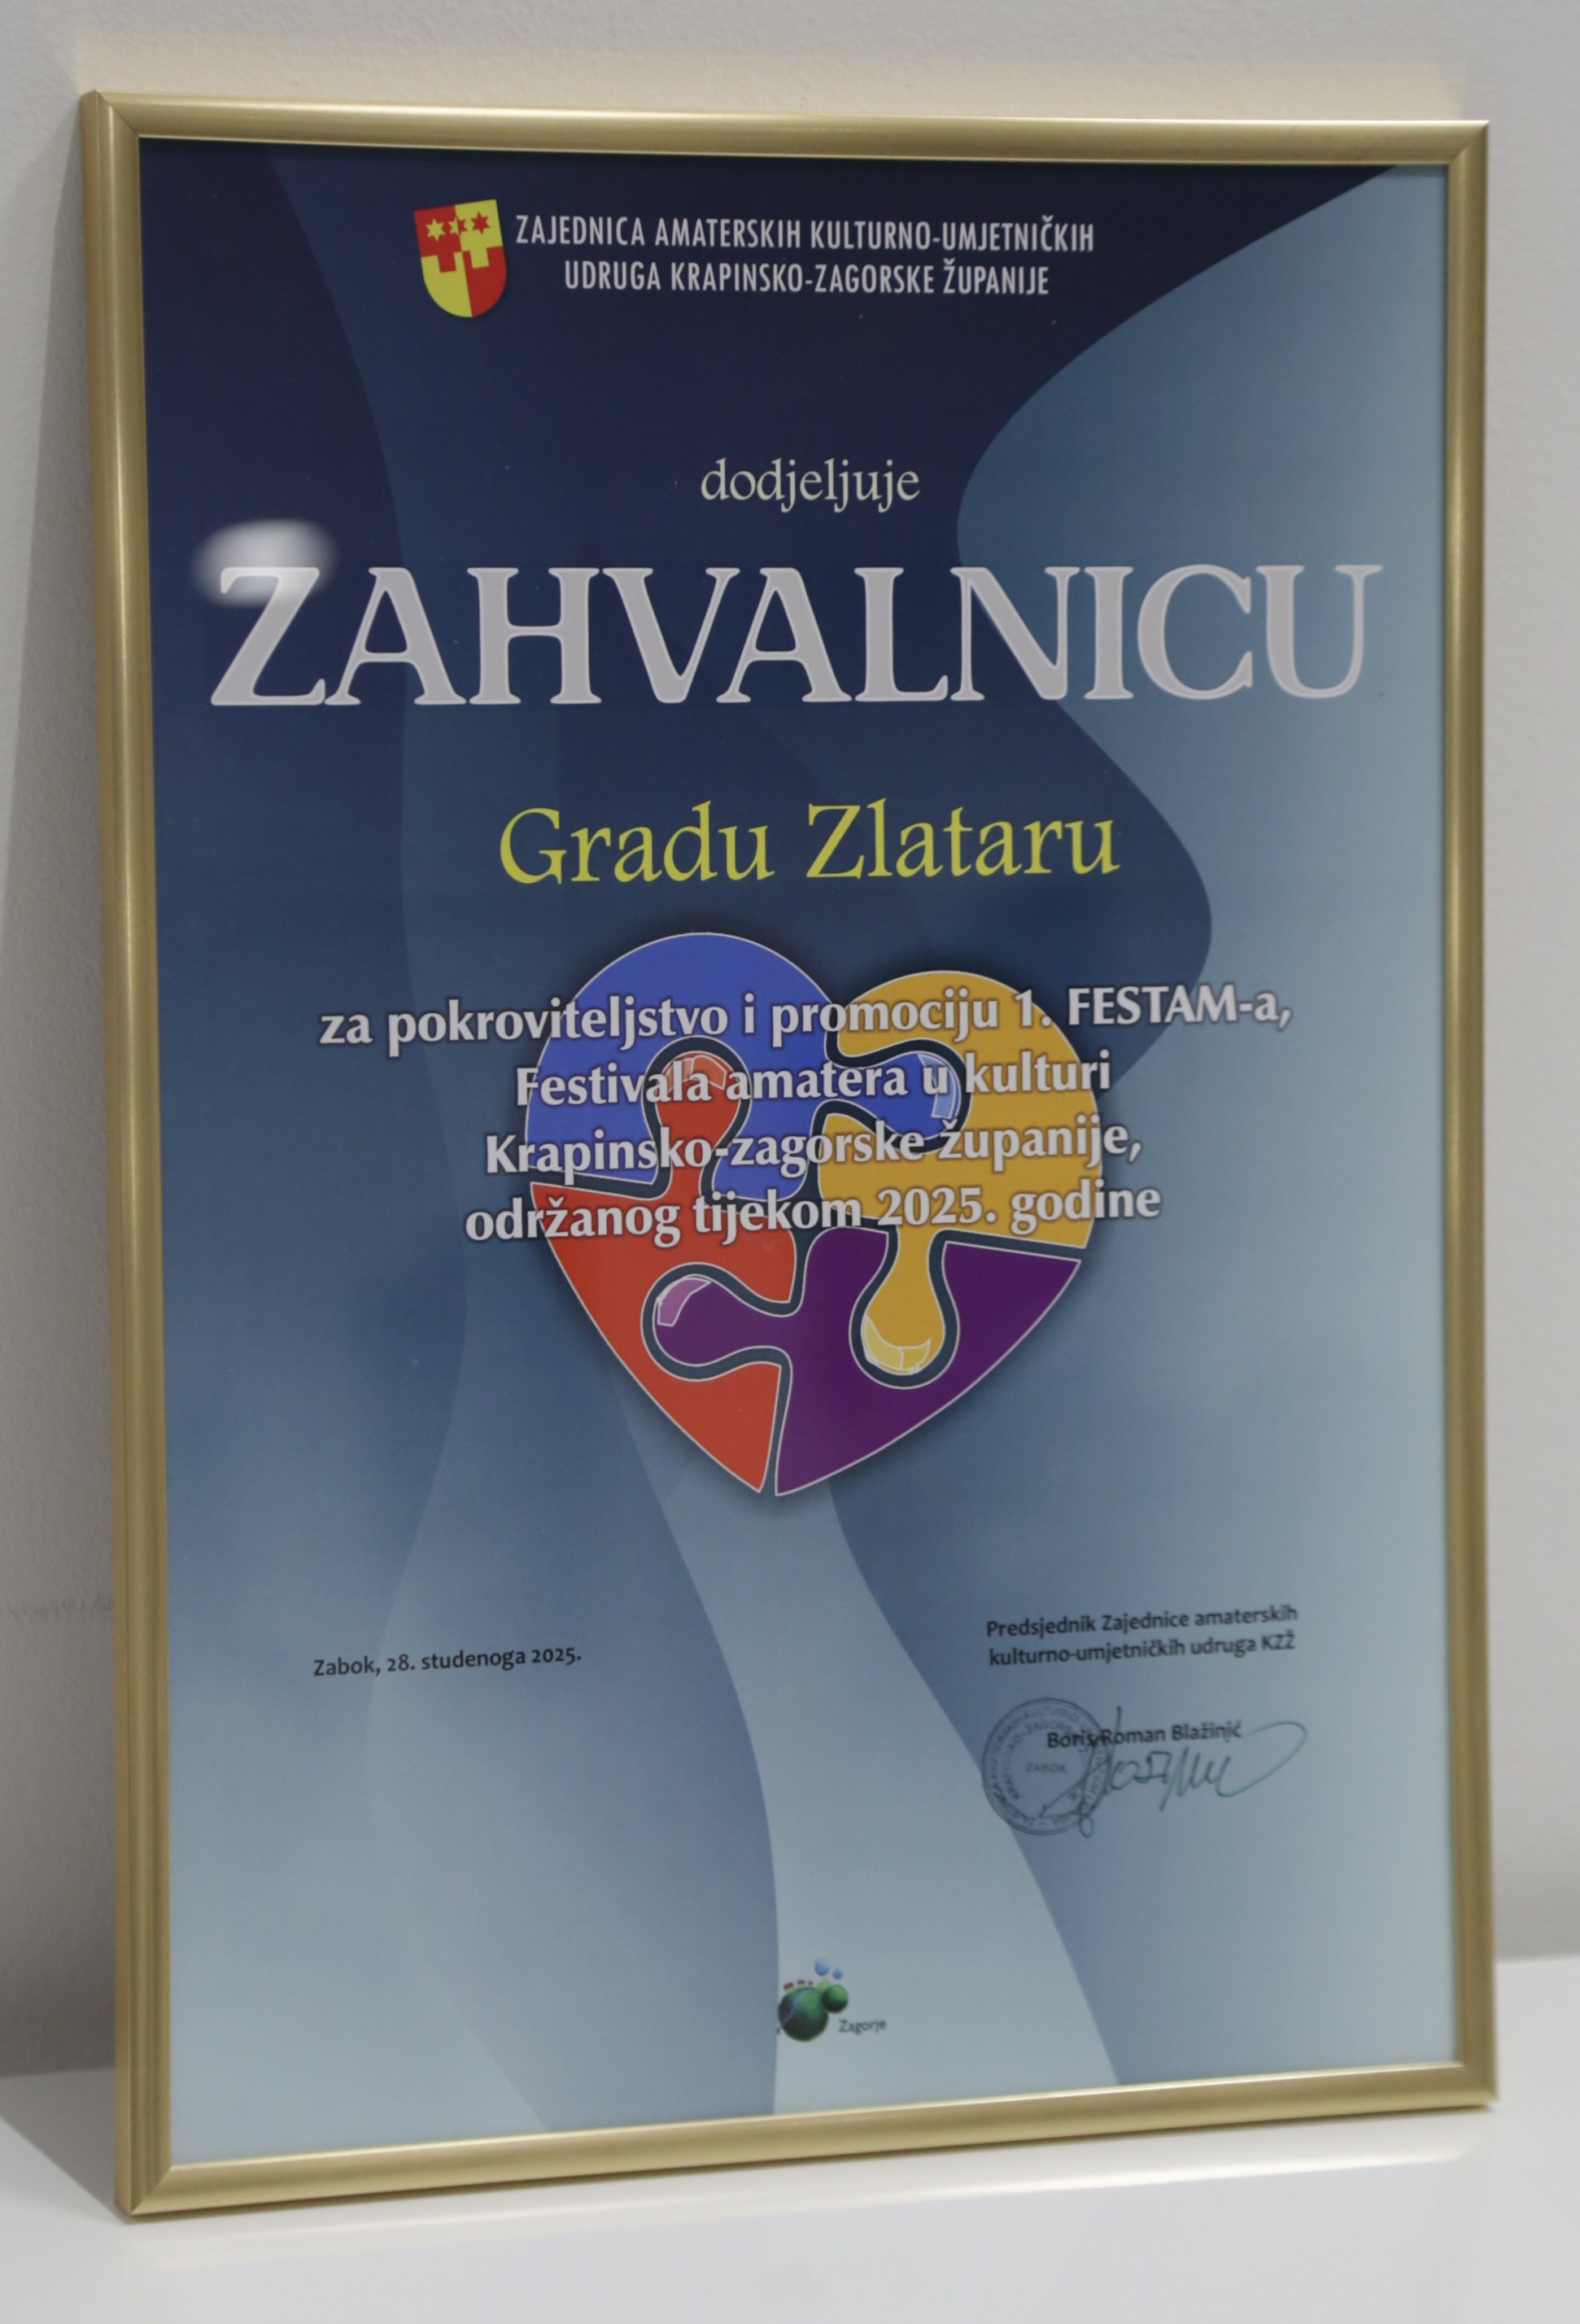 ZAJEDNICA AMATERSKIH KULTURNO-UMJETNIČKIH
UDRUGA KRAPINSKO-ZAGORSKE ŽUPANIJE
dodjeljuje
ZAHVALNICU
Gradu Zlataru
za pokroviteljstvo i promociju 1. FESTAM-a,
Festivala amatera u kulturi
Krapinsko-zagorske županije,
održanog tijekom 2025. godine
Zabok, 28. studenoga 2025.
Predsjednik Zajednice amaterskih
kulturno-umjetničkih udruga KZŽ
Boris Roman Blažinić
ZABOK
Zagorje